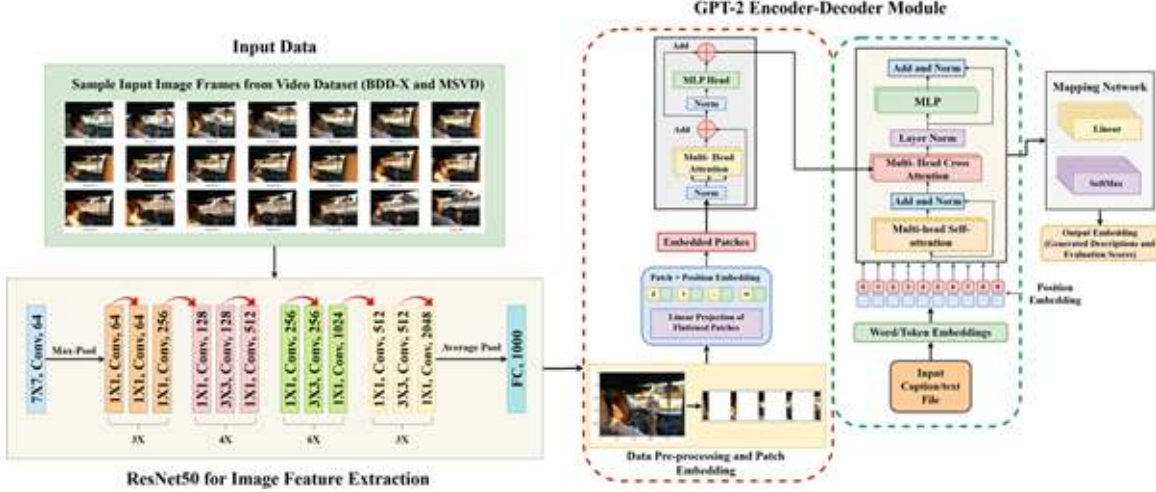 GPT-2 Encoder-Decoder Module
Input Data
Sample Input Image Frames from Video Dataset (BDD-X and MSVD)
7X7, Conv, 64
Max-Pool
1X1, Conv, 64
1X1, Conv, 64
1X1, Conv, 256
3X
1X1, Conv, 128
3X3, Conv, 128
1X1, Conv, 512
4X
1X1, Conv, 256
3X3, Conv, 256
1X1, Conv, 1024
6X
1X1, Conv, 512
3X3, Conv, 512
1X1, Conv, 2048
3X
Average Pool
FC, 1000
ResNet50 for Image Feature Extraction
Add
MLP Head
Norm
Add
Multi- Head
Attention
Norm
Embedded Patches
Patch + Position Embedding
Linear Projection of
Flattened Patches
Data Pre-processing and Patch
Embedding
Add and Norm
MLP
Layer Norm
Multi- Head Cross
Attention
Add and Norm
Multi-head Self-
attention
Position
Embedding
Word/Token Embeddings
Input
Caption/text
File
Mapping Network
Linear
SoftMax
Output Embedding
(Generated Descriptions and
Evaluation Scores)